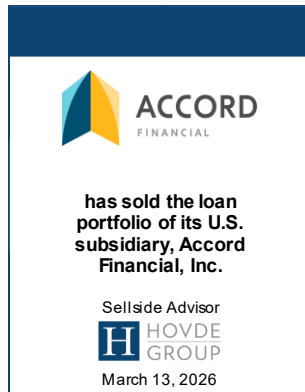 ACCORD
FINANCIAL
has sold the loan
portfolio of its U.S.
subsidiary, Accord
Financial, Inc.
Sellside Advisor
H HOVDE
GROUP
March 13, 2026